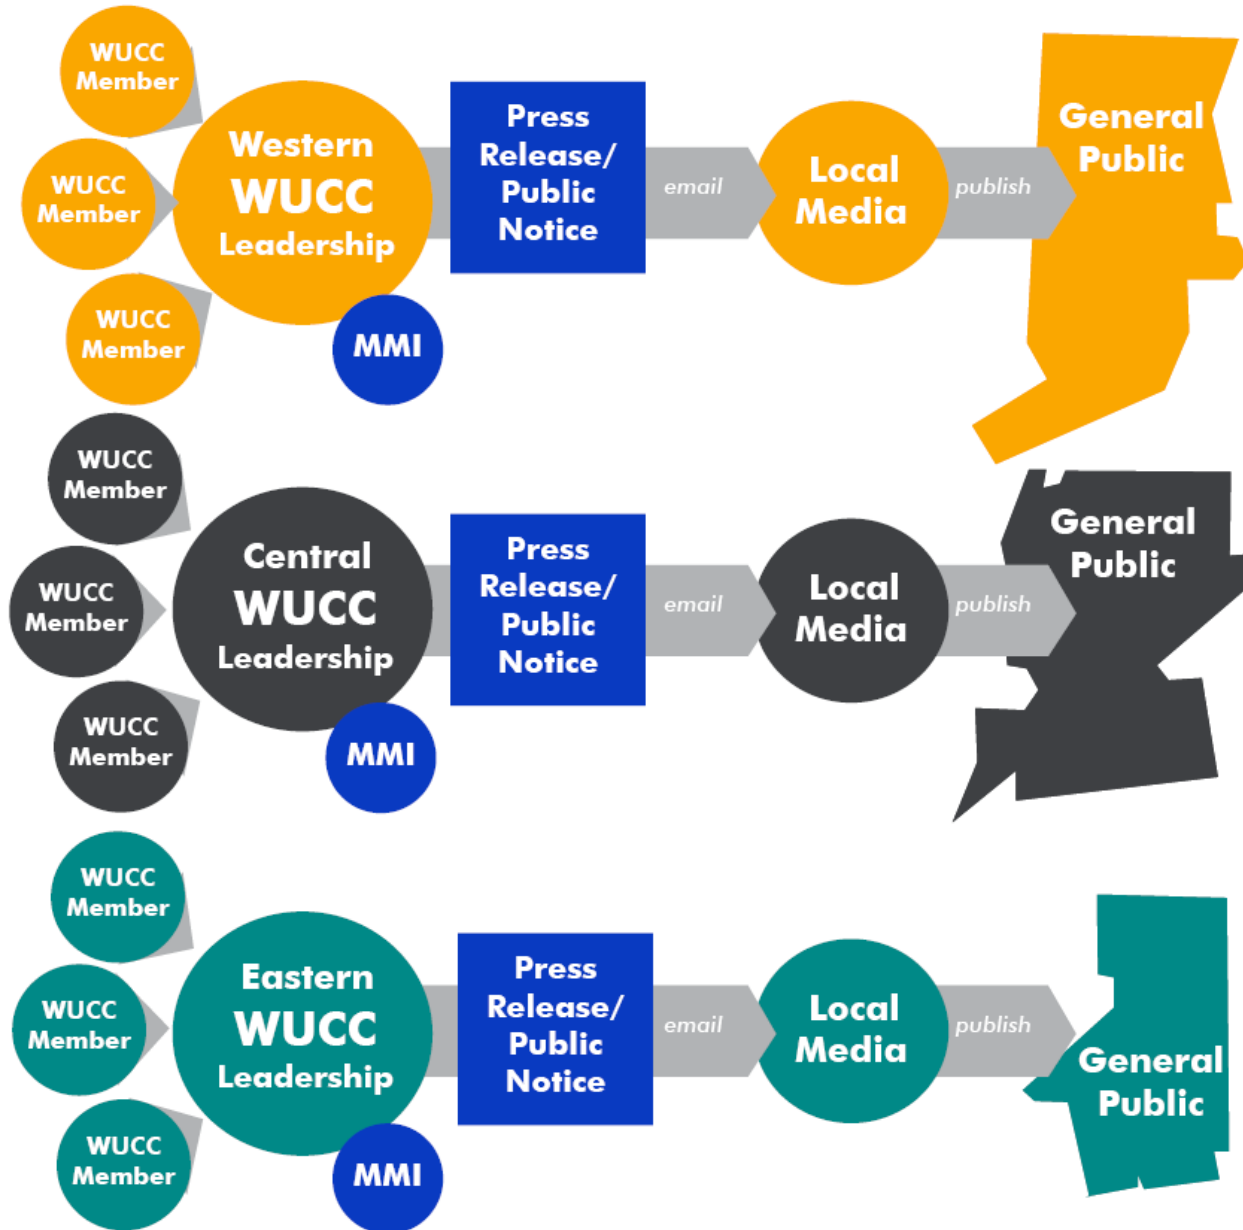 WUCC
Member
WUCC
Member
WUCC
Member
Western
WUCC
Leadership
MMI
Press
Release/
Public
Notice
email
Local
Media
publish
General
Public
WUCC
Member
WUCC
Member
WUCC
Member
Central
WUCC
Leadership
MMI
Press
Release/
Public
Notice
email
Local
Media
publish
General
Public
WUCC
Member
WUCC
Member
WUCC
Member
Eastern
WUCC
Leadership
MMI
Press
Release/
Public
Notice
email
Local
Media
publish
General
Public